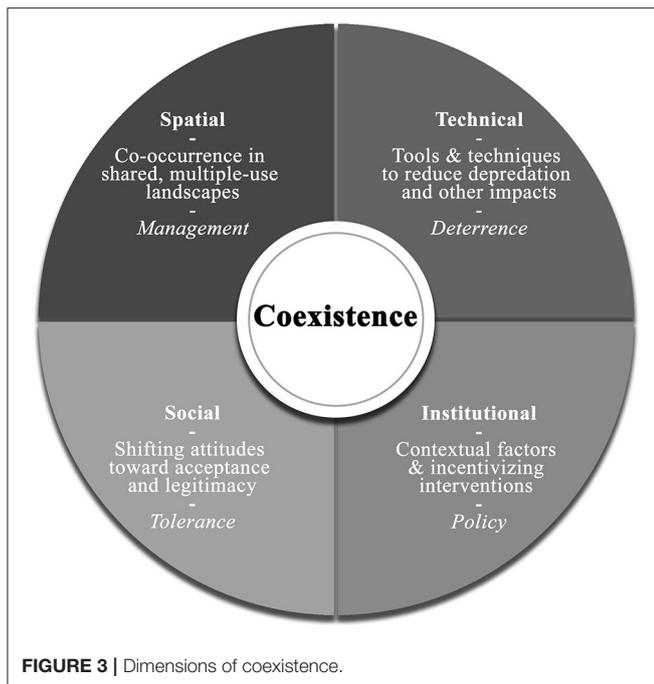 Spatial
-
Co-occurrence in
shared, multiple-use
landscapes
-
Management
Technical
-
Tools & techniques
to reduce depredation
and other impacts
-
Deterrence
Coexistence
Social
-
Shifting attitudes
toward acceptance
and legitimacy
-
Tolerance
Institutional
-
Contextual factors
& incentivizing
interventions
-
Policy
FIGURE 3 | Dimensions of coexistence.